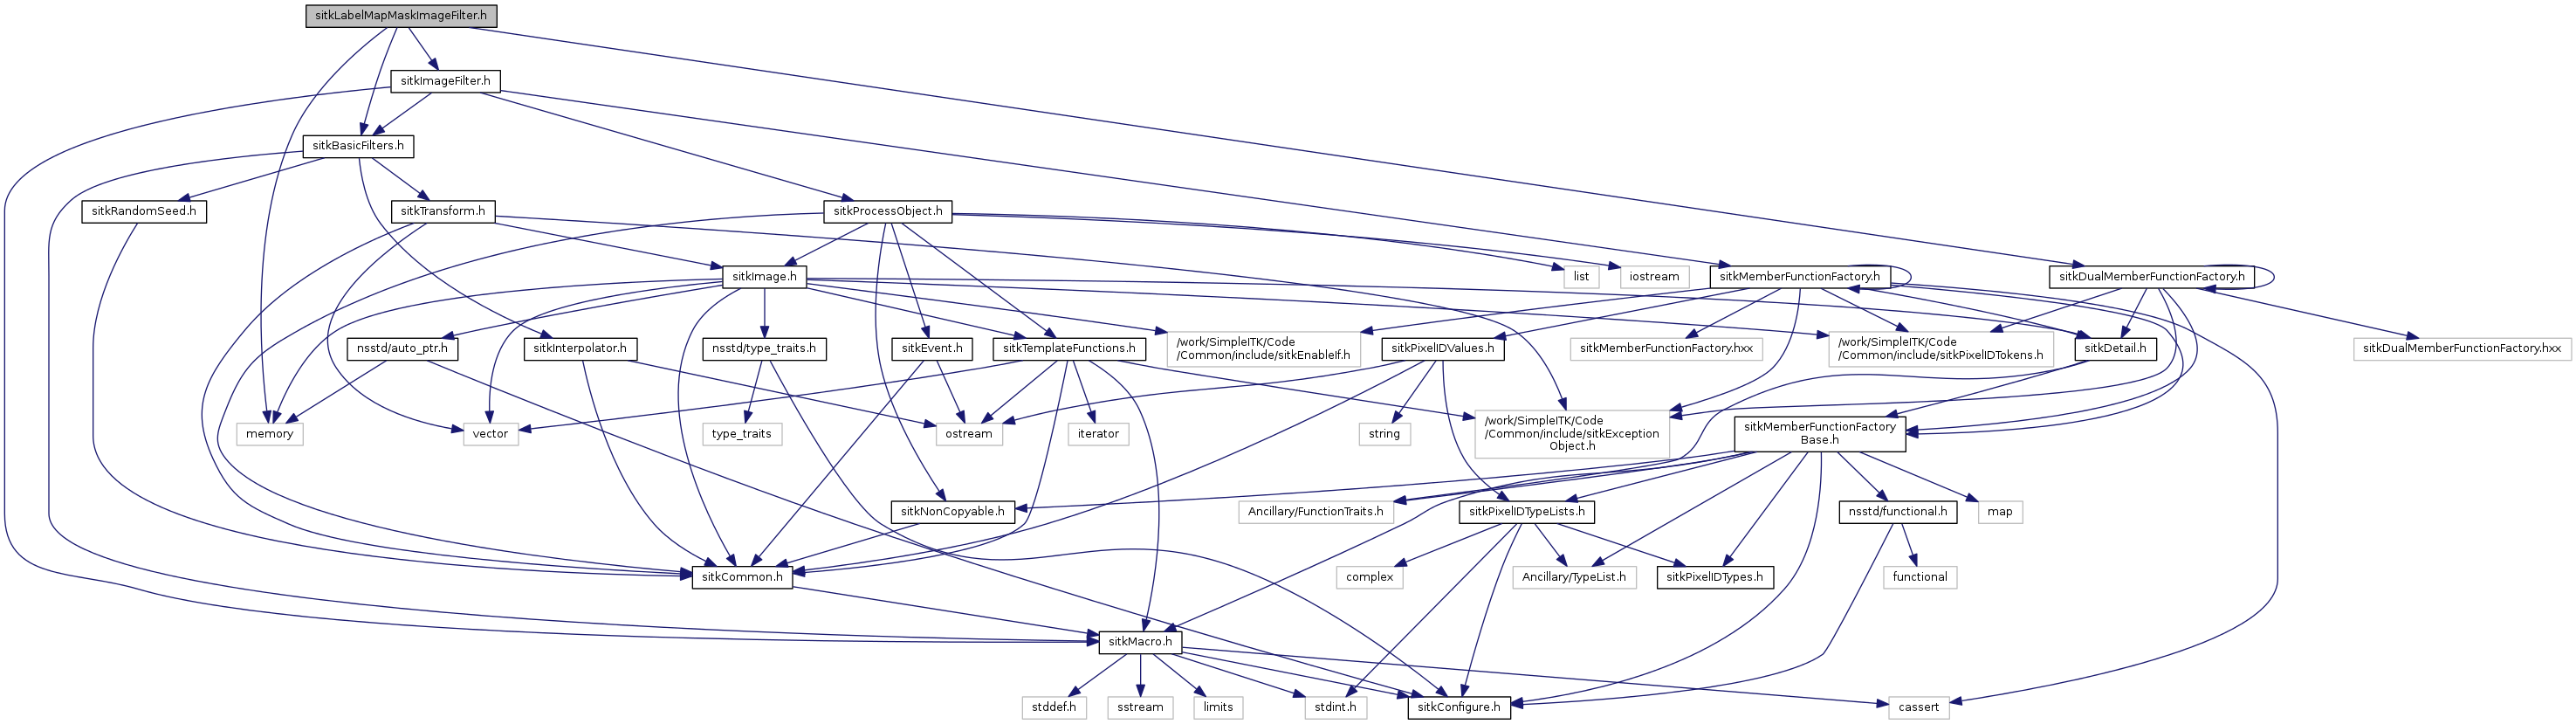 sitkLabelMapMaskImageFilter.h
sitkImageFilter.h
sitkBasicFilters.h
sitkRandomSeed.h
sitkTransform.h
sitkProcessObject.h
sitkImage.h
list
iostream
sitkMemberFunctionFactory.h
sitkDualMemberFunctionFactory.h
nsstd/auto_ptr.h
sitkInterpolator.h
nsstd/type_traits.h
sitkEvent.h
sitkTemplateFunctions.h
/work/SimpleITK/Code
/Common/include/sitkEnableIf.h
sitkPixelIDValues.h
sitkMemberFunctionFactory.hxx
/work/SimpleITK/Code
/Common/include/sitkPixelIDTokens.h
sitkDetail.h
sitkDualMemberFunctionFactory.hxx
memory
vector
type_traits
ostream
iterator
string
/work/SimpleITK/Code
/Common/include/sitkException
Object.h
sitkMemberFunctionFactory
Base.h
sitkNonCopyable.h
Ancillary/FunctionTraits.h
sitkPixelIDTypeLists.h
nsstd/functional.h
map
sitkCommon.h
complex
Ancillary/TypeList.h
sitkPixelIDTypes.h
functional
sitkMacro.h
stddef.h
sstream
limits
stdint.h
sitkConfigure.h
cassert